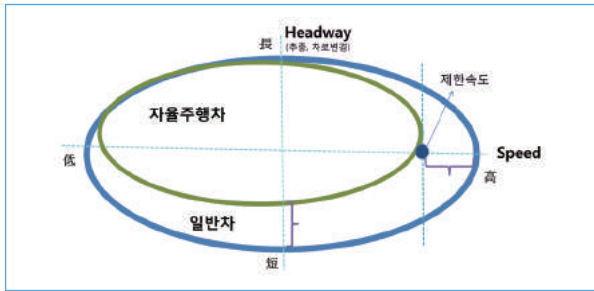 長 Headway
(추종, 차로변경)
제한속도
자율주행차
低
Speed
高
일반차
短